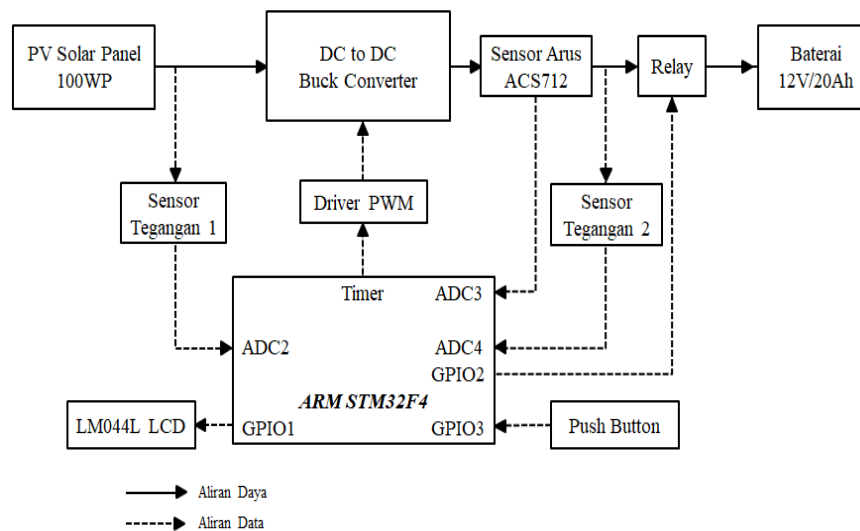 PV Solar Panel
100WP
DC to DC
Buck Converter
Sensor Arus
ACS712
Relay
Baterai
12V/20Ah
Sensor
Tegangan 1
Driver PWM
Sensor
Tegangan 2
Timer
ADC3
ADC2
ADC4
GPIO2
ARM STM32F4
LM044L LCD
GPIO1
GPIO3
Push Button
Aliran Daya
Aliran Data